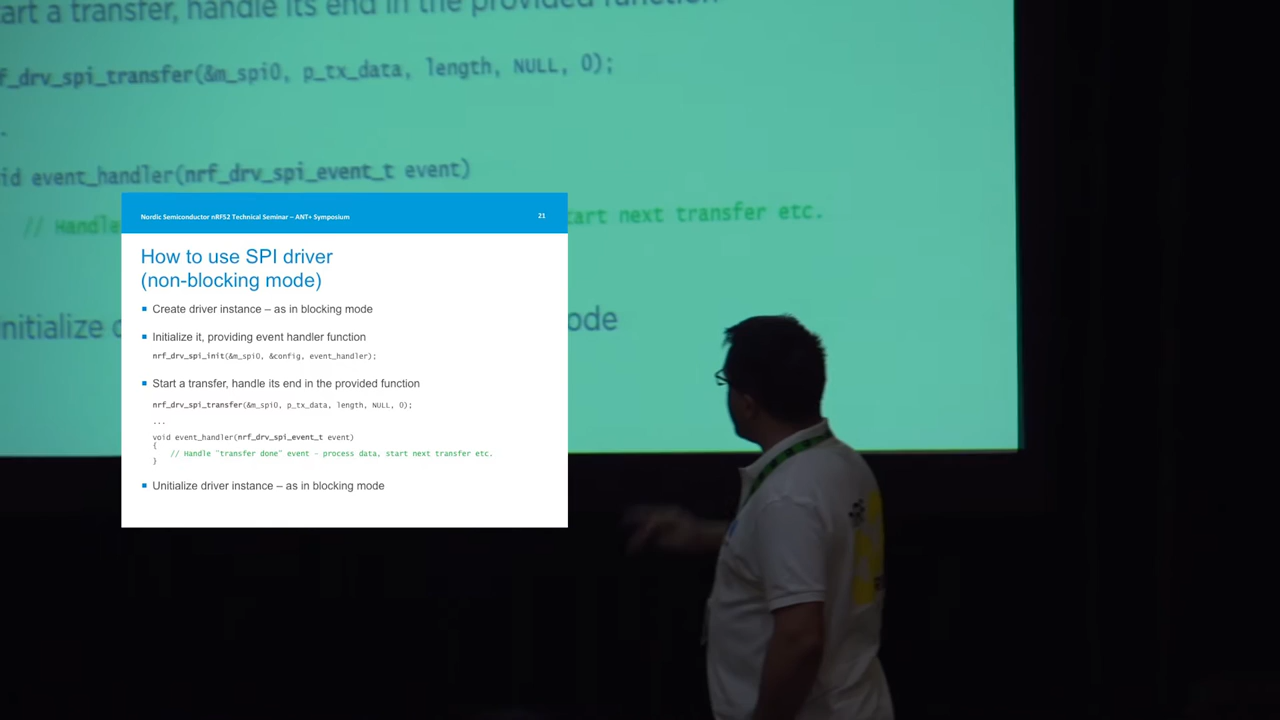 art a transfer, handle its end in the provided function
f_drv_spi_transfer(&m_spi0, p_tx_data, length, NULL, 0);
.
id event_handler(nrf_drv_spi_event_t event)
// Handle
tart next transfer etc.
nitialize
ode
Nordic Semiconductor nRF52 Technical Seminar – ANT+ Symposium 21
How to use SPI driver
(non-blocking mode)
▪ Create driver instance – as in blocking mode
▪ Initialize it, providing event handler function
nrf_drv_spi_init(&m_spi0, &config, event_handler);
▪ Start a transfer, handle its end in the provided function
nrf_drv_spi_transfer(&m_spi0, p_tx_data, length, NULL, 0);
...
void event_handler(nrf_drv_spi_event_t event)
{
// Handle "transfer done" event - process data, start next transfer etc.
}
▪ Unitialize driver instance – as in blocking mode